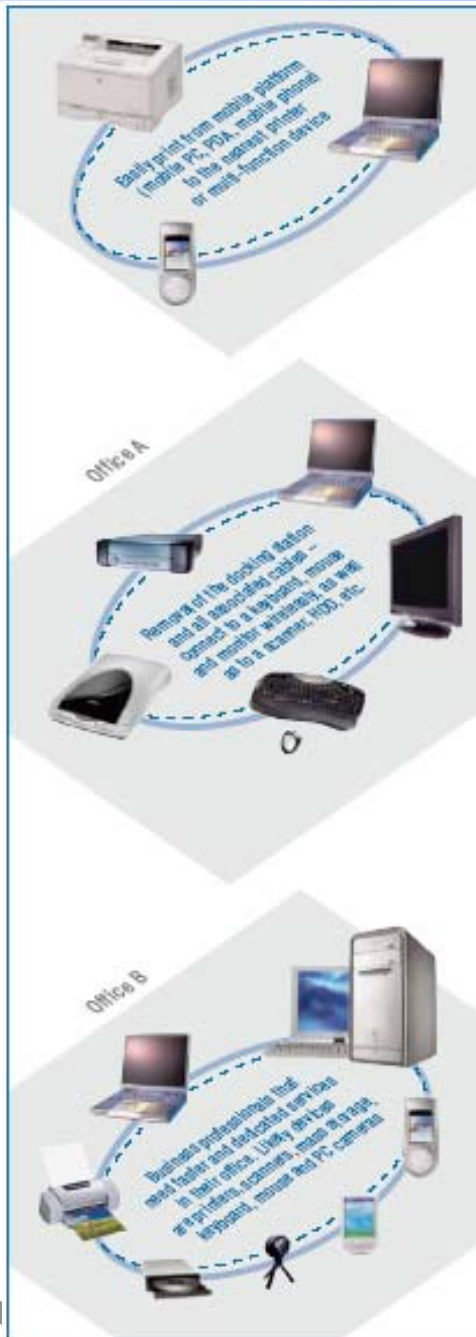 Easily print from mobile platform
(mobile PC, PDA, mobile phone)
to the nearest printer
or multi-function device
Office A
Removal of the docking station
and all associated cables –
connect to a keyboard, mouse
and monitor wirelessly, as well
as to a scanner, HDD, etc.
Office B
Business professionals that
need faster and dedicated services
in their office. Likely devices
are printers, scanners, mass storage,
keyboard, mouse and PC cameras